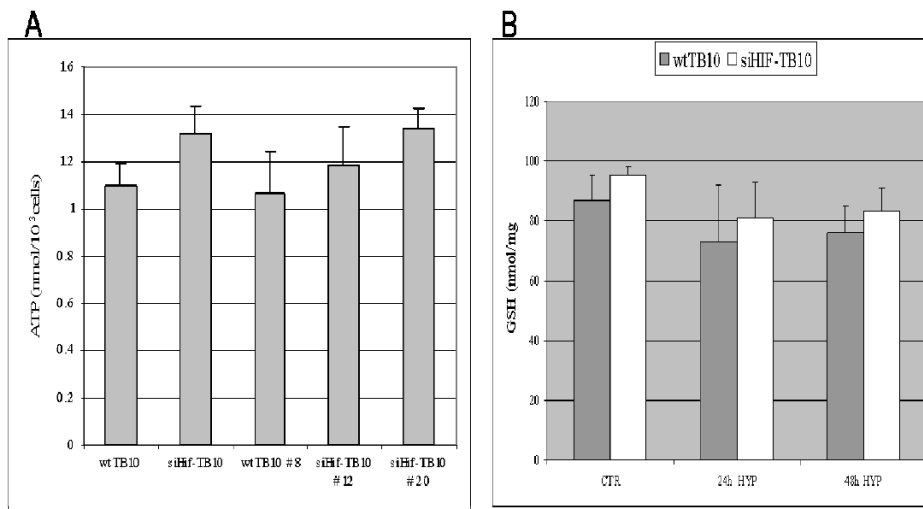 A
1.6
1.4
1.2
1
0.8
0.6
0.4
0.2
0
ATP (nmol/10³cells)
wtTB10 siHif-TB10 wtTB10 #8 siHif-TB10 siHif-TB10
#12 #20
B
wtTB10 siHIF-TB10
120
100
80
60
40
20
0
GSH (nmol/mg)
CTR 24h HYP 48h HYP